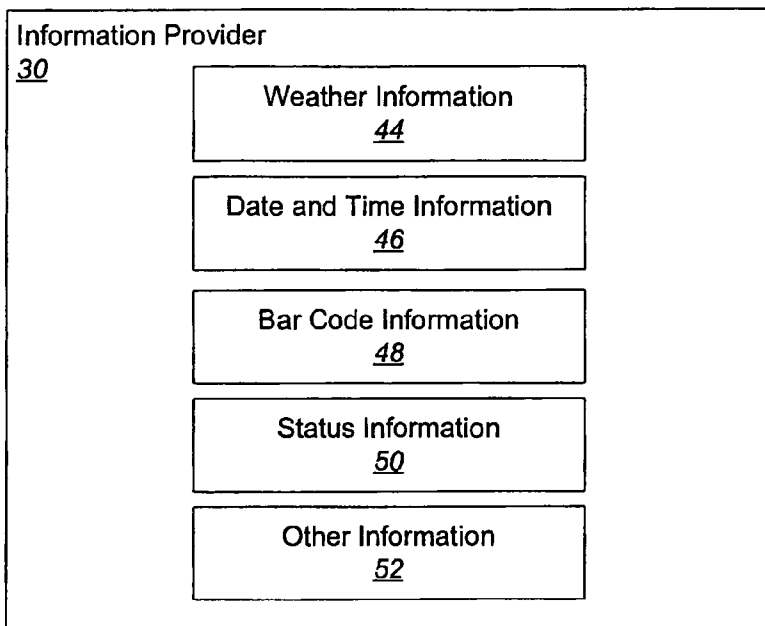 Information Provider
30
Weather Information
44
Date and Time Information
46
Bar Code Information
48
Status Information
50
Other Information
52